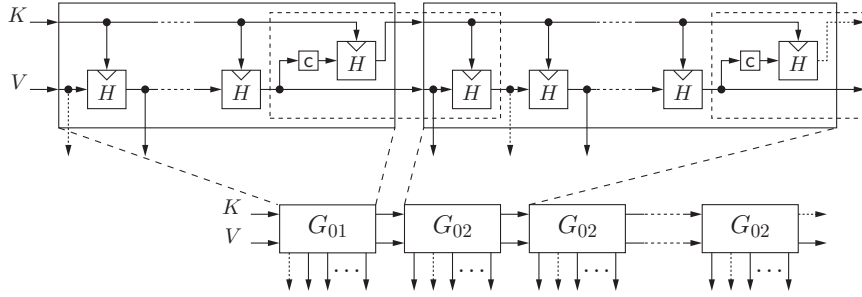 K
c H c H
V
H H H H H
K
V
G01 G02 G02 G02
... ... ... ...